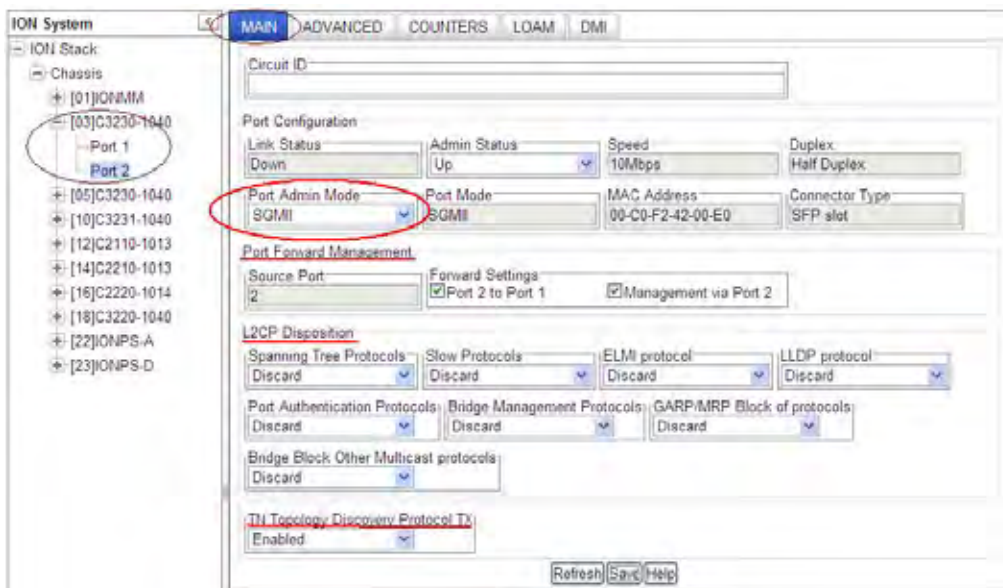 ION System
ION Stack
Chassis
[01]IONMM
[03]C3230-1040
Port 1
Port 2
[05]C3230-1040
[10]C3231-1040
[12]C2110-1013
[14]C2210-1013
[16]C2220-1014
[18]C3220-1040
[22]IONPS-A
[23]IONPS-D
MAIN ADVANCED COUNTERS LOAM DMI
Circuit ID
Port Configuration
Link Status Admin Status Speed Duplex
Down Up 10Mbps Half Duplex
Port Admin Mode Port Mode MAC Address Connector Type
SGMII SGMII 00-C0-F2-42-00-E0 SFP slot
Port Forward Management
Source Port Forward Settings
2 Port 2 to Port 1 Management via Port 2
L2CP Disposition
Spanning Tree Protocols Slow Protocols ELMI protocol LLDP protocol
Discard Discard Discard Discard
Port Authentication Protocols Bridge Management Protocols GARP/MRP Block of protocols
Discard Discard Discard
Bridge Block Other Multicast protocols
Discard
TN Topology Discovery Protocol TX
Enabled
Refresh Save Help